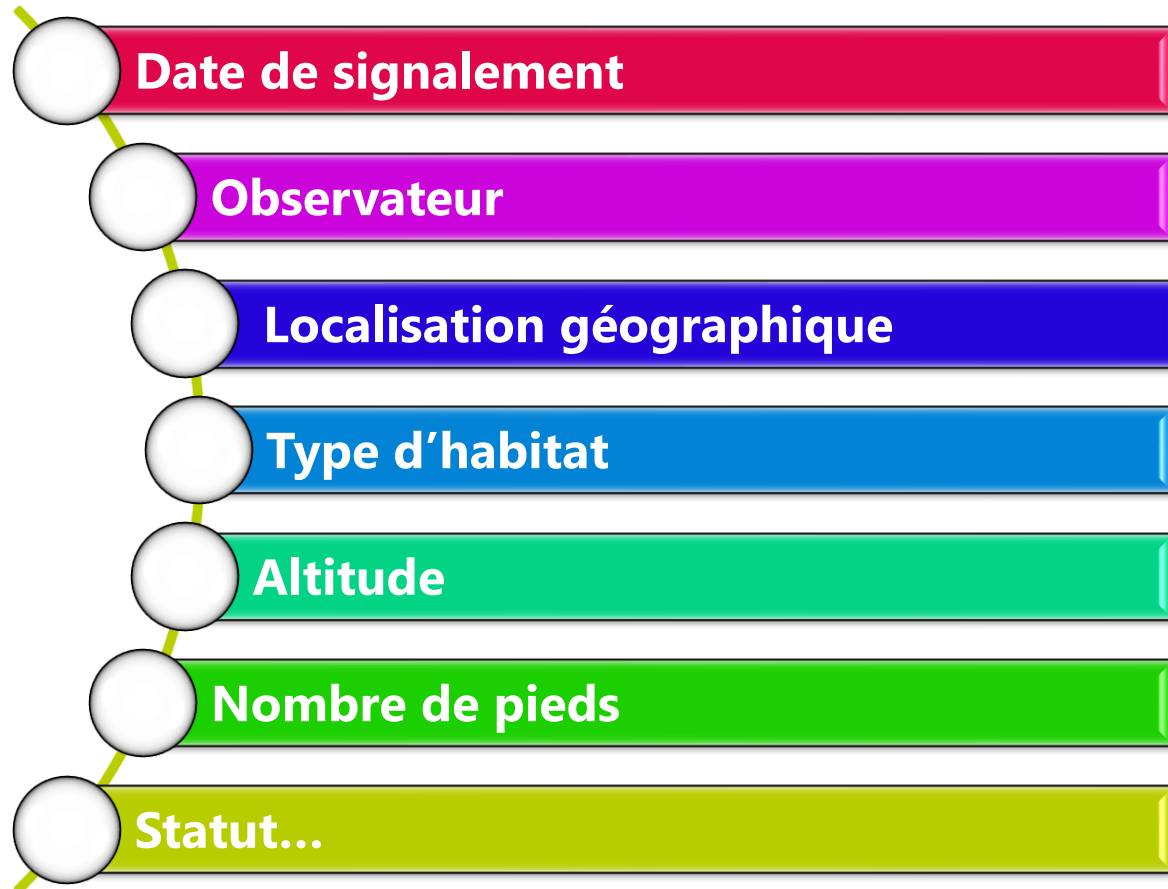 Date de signalement
Observateur
Localisation géographique
Type d’habitat
Altitude
Nombre de pieds
Statut…